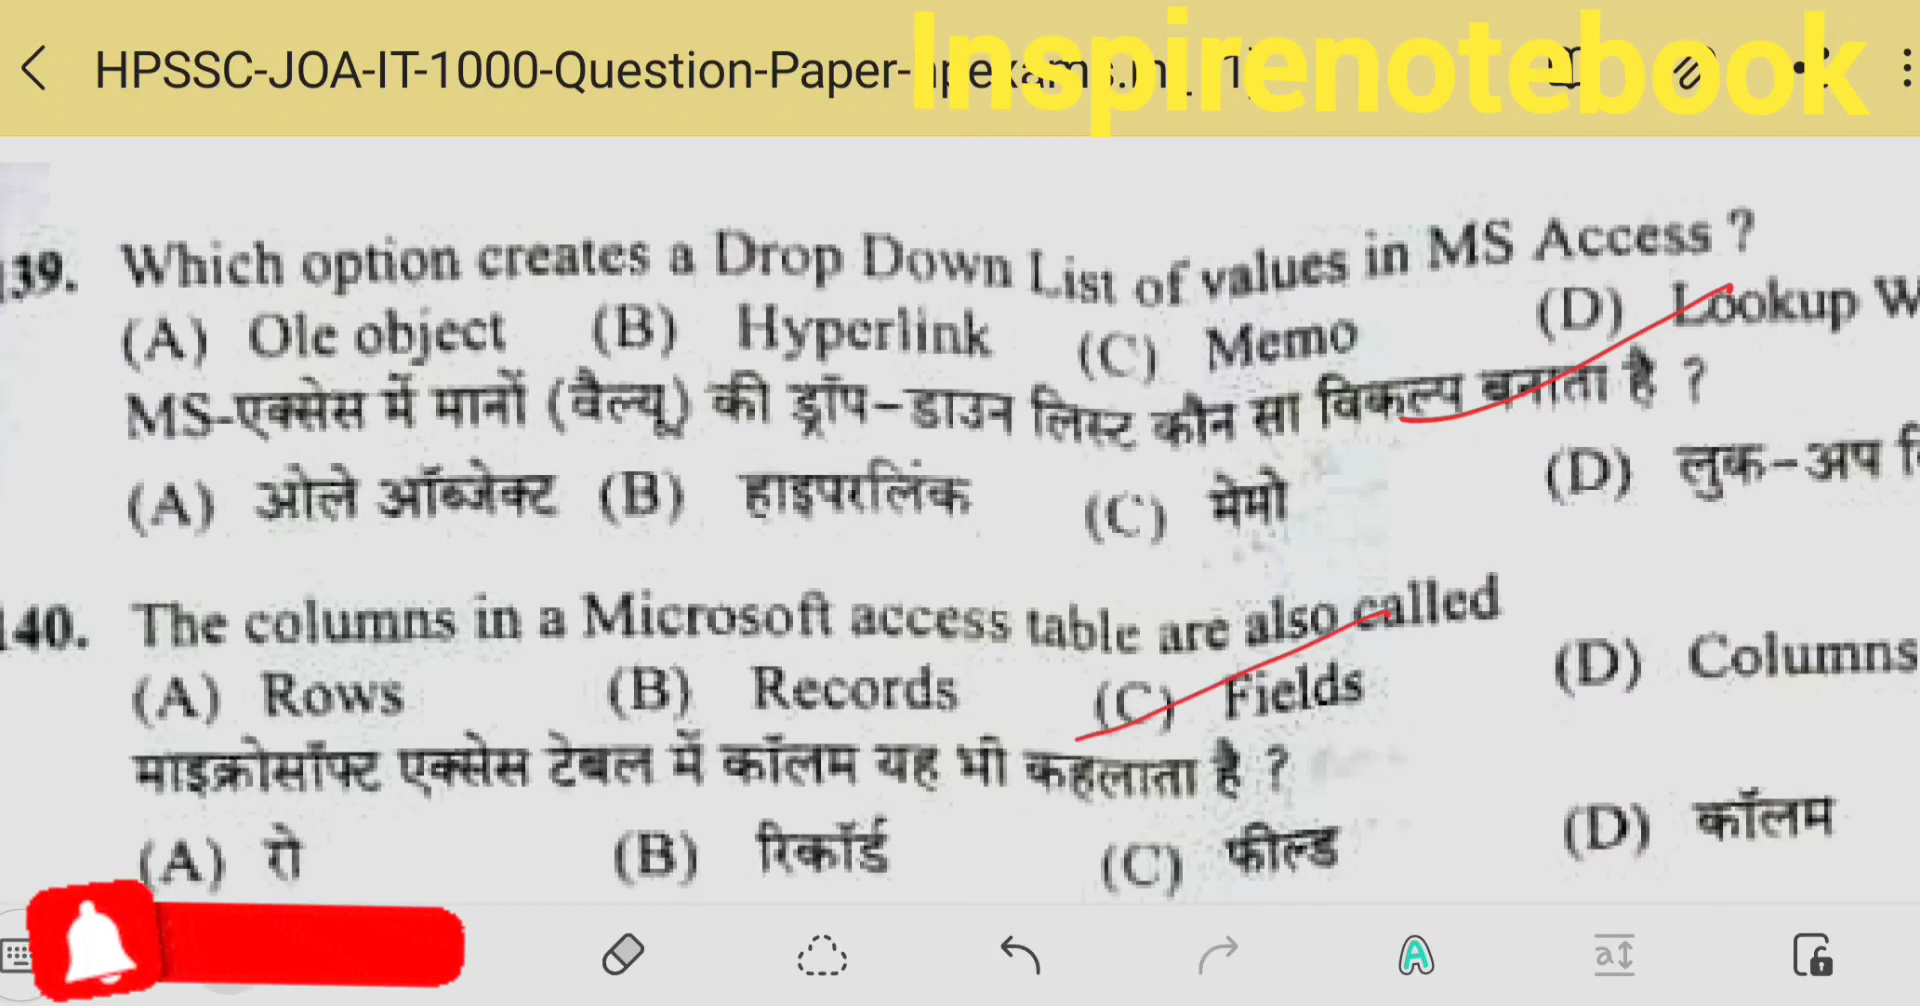 HPSSC-JOA-IT-1000-Question-Paper-
Inspirenotebook
139. Which option creates a Drop Down List of values in MS Access ?
(A) Ole object (B) Hyperlink (C) Memo (D) Lookup W
MS-एक्सेस में मानों (वैल्यू) की ड्रॉप-डाउन लिस्ट कौन सा विकल्प बनाता है ?
(A) ओले ऑब्जेक्ट (B) हाइपरलिंक (C) मेमो (D) लुक-अप
140. The columns in a Microsoft access table are also called
(A) Rows (B) Records (C) Fields (D) Columns
माइक्रोसॉफ्ट एक्सेस टेबल में कॉलम यह भी कहलाता है ?
(A) रो (B) रिकॉर्ड (C) फील्ड (D) कॉलम
A
a